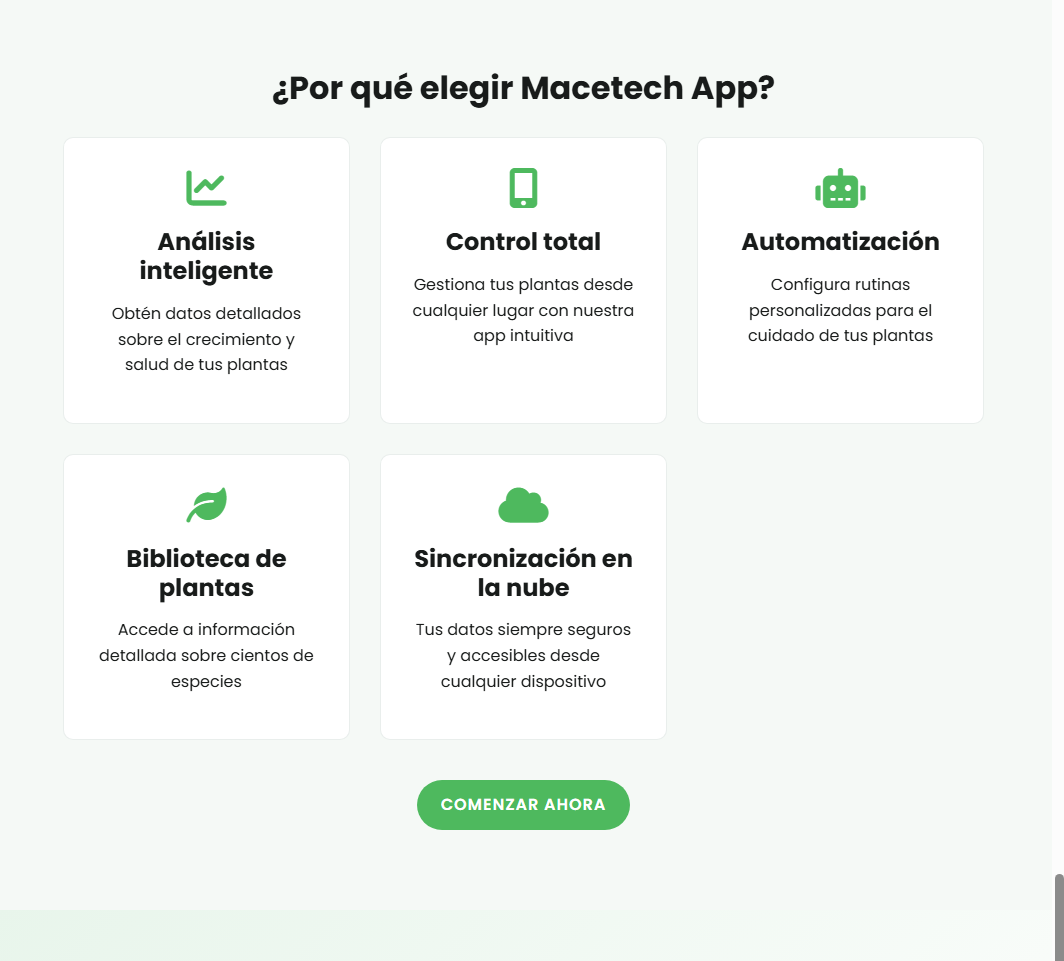 ¿Por qué elegir Macetech App?
Análisis
inteligente
Obtén datos detallados
sobre el crecimiento y
salud de tus plantas
Control total
Gestiona tus plantas desde
cualquier lugar con nuestra
app intuitiva
Automatización
Configura rutinas
personalizadas para el
cuidado de tus plantas
Biblioteca de
plantas
Accede a información
detallada sobre cientos de
especies
Sincronización en
la nube
Tus datos siempre seguros
y accesibles desde
cualquier dispositivo
COMENZAR AHORA